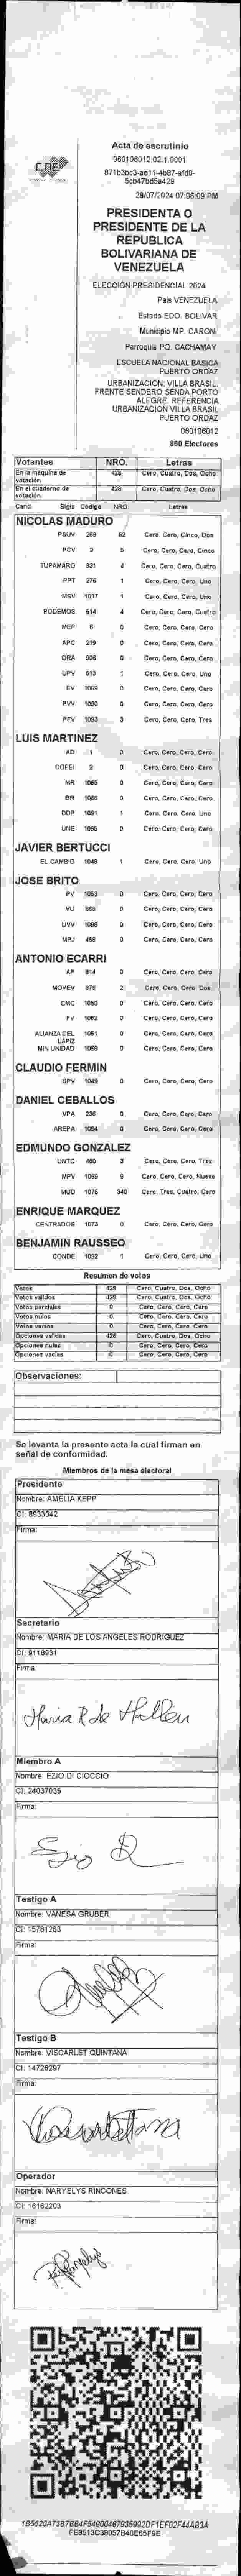 CNE
Acta de escrutinio
060106012.02.1.0001
871b3bc3-ae11-4b87-afd0-
5cb47bd5a429
28/07/2024 07:06:09 PM
PRESIDENTA O
PRESIDENTE DE LA
REPUBLICA
BOLIVARIANA DE
VENEZUELA
ELECCIÓN PRESIDENCIAL 2024
País VENEZUELA
Estado EDO. BOLIVAR
Municipio MP. CARONI
Parroquia PQ. CACHAMAY
ESCUELA NACIONAL BASICA
PUERTO ORDAZ
URBANIZACIÓN: VILLA BRASIL.
FRENTE SENDERO SENDA PORTO
ALEGRE. REFERENCIA
URBANIZACIÓN VILLA BRASIL
PUERTO ORDAZ
060106012
860 Electores
Votantes NRO. Letras
En la máquina de votación 428 Cero, Cuatro, Dos, Ocho
En el cuaderno de votación. 428 Cero, Cuatro, Dos, Ocho
Cand. Sigla Código NRO. Letras
NICOLAS MADURO
PSUV 289 52 Cero, Cero, Cinco, Dos
PCV 9 5 Cero, Cero, Cero, Cinco
TUPAMARO 931 4 Cero, Cero, Cero, Cuatro
PPT 276 1 Cero, Cero, Cero, Uno
MSV 1017 1 Cero, Cero, Cero, Uno
PODEMOS 514 4 Cero, Cero, Cero, Cuatro
MEP 6 0 Cero, Cero, Cero, Cero
APC 219 0 Cero, Cero, Cero, Cero
ORA 906 0 Cero, Cero, Cero, Cero
UPV 613 1 Cero, Cero, Cero, Uno
EV 1069 0 Cero, Cero, Cero, Cero
PVV 1090 0 Cero, Cero, Cero, Cero
PFV 1093 3 Cero, Cero, Cero, Tres
LUIS MARTINEZ
AD 1 0 Cero, Cero, Cero, Cero
COPEI 2 0 Cero, Cero, Cero, Cero
MR 1065 0 Cero, Cero, Cero, Cero
BR 1066 0 Cero, Cero, Cero, Cero
DDP 1091 1 Cero, Cero, Cero, Uno
UNE 1095 0 Cero, Cero, Cero, Cero
JAVIER BERTUCCI
EL CAMBIO 1048 1 Cero, Cero, Cero, Uno
JOSE BRITO
PV 1053 0 Cero, Cero, Cero, Cero
VU 868 0 Cero, Cero, Cero, Cero
UVV 1098 0 Cero, Cero, Cero, Cero
MPJ 458 0 Cero, Cero, Cero, Cero
ANTONIO ECARRI
AP 914 0 Cero, Cero, Cero, Cero
MOVEV 978 2 Cero, Cero, Cero, Dos
CMC 1050 0 Cero, Cero, Cero, Cero
FV 1062 0 Cero, Cero, Cero, Cero
ALIANZA DEL LÁPIZ 1051 0 Cero, Cero, Cero, Cero
MIN UNIDAD 1059 0 Cero, Cero, Cero, Cero
CLAUDIO FERMIN
SPV 1049 0 Cero, Cero, Cero, Cero
DANIEL CEBALLOS
VPA 236 0 Cero, Cero, Cero, Cero
AREPA 1094 0 Cero, Cero, Cero, Cero
EDMUNDO GONZALEZ
UNTC 480 3 Cero, Cero, Cero, Tres
MPV 1065 9 Cero, Cero, Cero, Nueve
MUD 1075 340 Cero, Tres, Cuatro, Cero
ENRIQUE MARQUEZ
CENTRADOS 1073 0 Cero, Cero, Cero, Cero
BENJAMIN RAUSSEO
CONDE 1092 1 Cero, Cero, Cero, Uno
Resumen de votos
Votos 428 Cero, Cuatro, Dos, Ocho
Votos válidos 428 Cero, Cuatro, Dos, Ocho
Votos parciales 0 Cero, Cero, Cero, Cero
Votos nulos 0 Cero, Cero, Cero, Cero
Votos vacíos 0 Cero, Cero, Cero, Cero
Opciones válidas 428 Cero, Cuatro, Dos, Ocho
Opciones nulas 0 Cero, Cero, Cero, Cero
Opciones vacías 0 Cero, Cero, Cero, Cero
Observaciones:
Se levanta la presente acta la cual firman en
señal de conformidad.
Miembros de la mesa electoral
Presidente
Nombre: AMELIA KEPP
CI: 8933042
Firma:
Secretario
Nombre: MARIA DE LOS ANGELES RODRIGUEZ
CI: 9118931
Firma:
Maria R de Hallen
Miembro A
Nombre: EZIO DI CIOCCIO
CI: 24037035
Firma:
Ezio D
Testigo A
Nombre: VANESA GRUBER
CI: 15781263
Firma:
Testigo B
Nombre: VISCARLET QUINTANA
CI: 14726297
Firma:
Operador
Nombre: NARYELYS RINCONES
CI: 16162203
Firma: